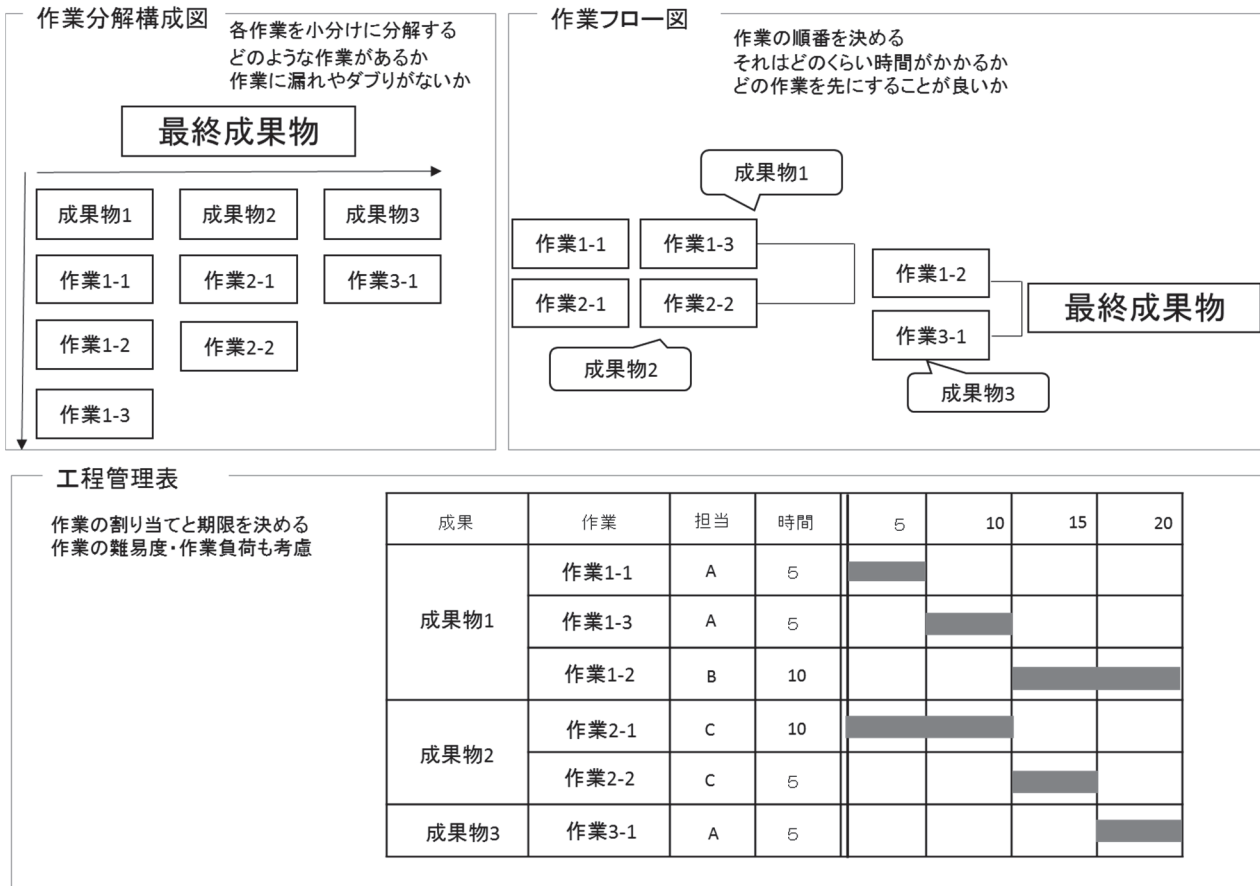 作業分解構成図
各作業を小分けに分解する
どのような作業があるか
作業に漏れやダブりがないか
最終成果物
成果物1 成果物2 成果物3
作業1-1 作業2-1 作業3-1
作業1-2 作業2-2
作業1-3
作業フロー図
作業の順番を決める
それはどのくらい時間がかかるか
どの作業を先にすることが良いか
成果物1
作業1-1 作業1-3
作業2-1 作業2-2
成果物2
作業1-2
作業3-1
成果物3
最終成果物
工程管理表
作業の割り当てと期限を決める
作業の難易度・作業負荷も考慮
成果 作業 担当 時間 5 10 15 20
成果物1 作業1-1 A 5
作業1-3 A 5
作業1-2 B 10
成果物2 作業2-1 C 10
作業2-2 C 5
成果物3 作業3-1 A 5